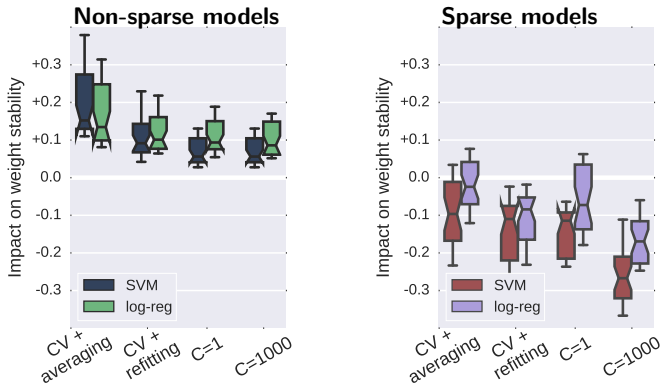 Non-sparse models
Impact on weight stability
+0.3
+0.2
+0.1
0.0
-0.1
-0.2
-0.3
SVM
log-reg
CV +
averaging
CV +
refitting
C=1
C=1000
Sparse models
Impact on weight stability
+0.3
+0.2
+0.1
0.0
-0.1
-0.2
-0.3
SVM
log-reg
CV +
averaging
CV +
refitting
C=1
C=1000